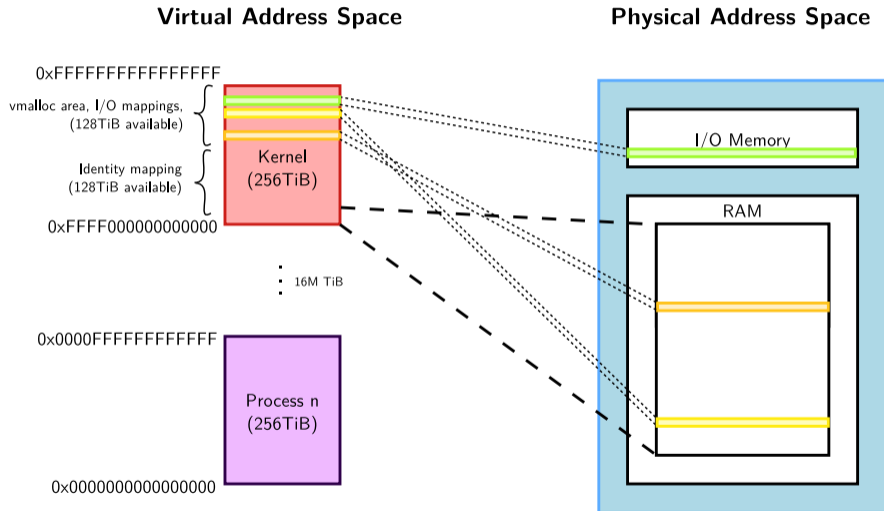 Virtual Address Space
Physical Address Space
0xFFFFFFFFFFFFFFFF
vmalloc area, I/O mappings,
(128TiB available)
Identity mapping
(128TiB available)
Kernel
(256TiB)
0xFFFF000000000000
16M TiB
0x0000FFFFFFFFFFFF
Process n
(256TiB)
0x0000000000000000
I/O Memory
RAM